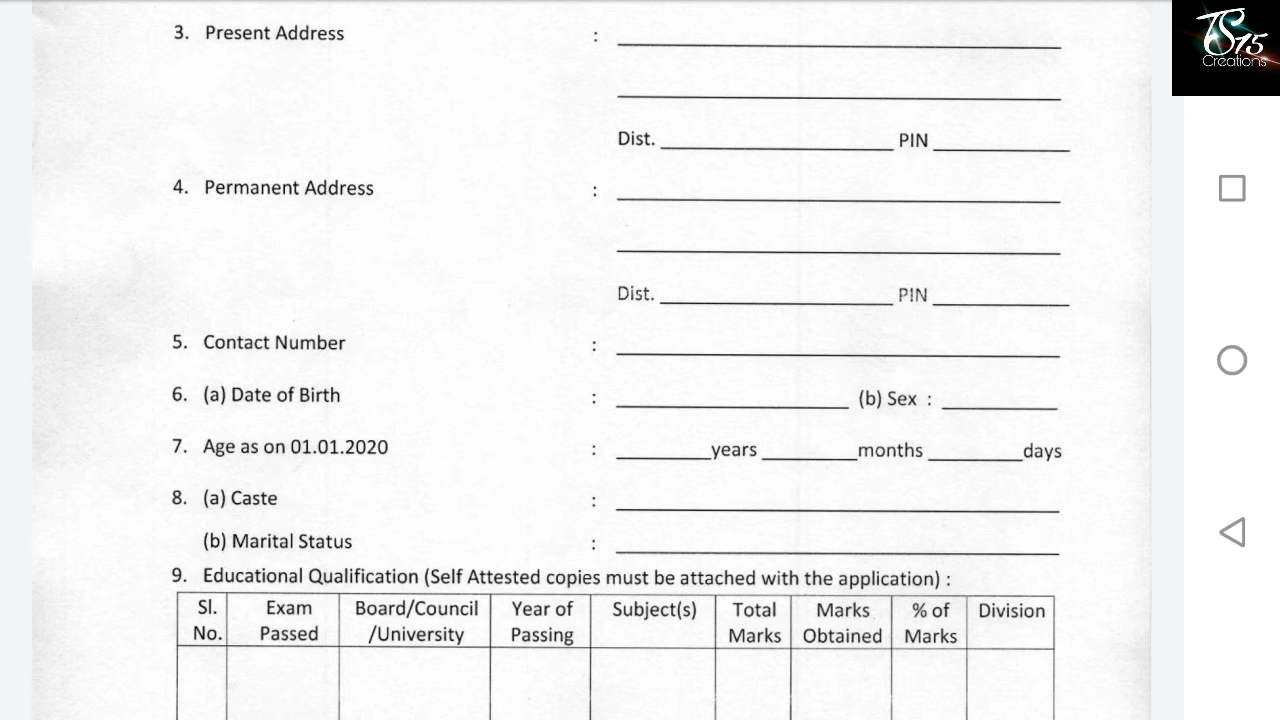 TS15
Creations
3. Present Address :
Dist. PIN
4. Permanent Address :
Dist. PIN
5. Contact Number :
6. (a) Date of Birth : (b) Sex :
7. Age as on 01.01.2020 : years months days
8. (a) Caste :
(b) Marital Status :
9. Educational Qualification (Self Attested copies must be attached with the application) :
Sl. No. Exam Passed Board/Council /University Year of Passing Subject(s) Total Marks Marks Obtained % of Marks Division